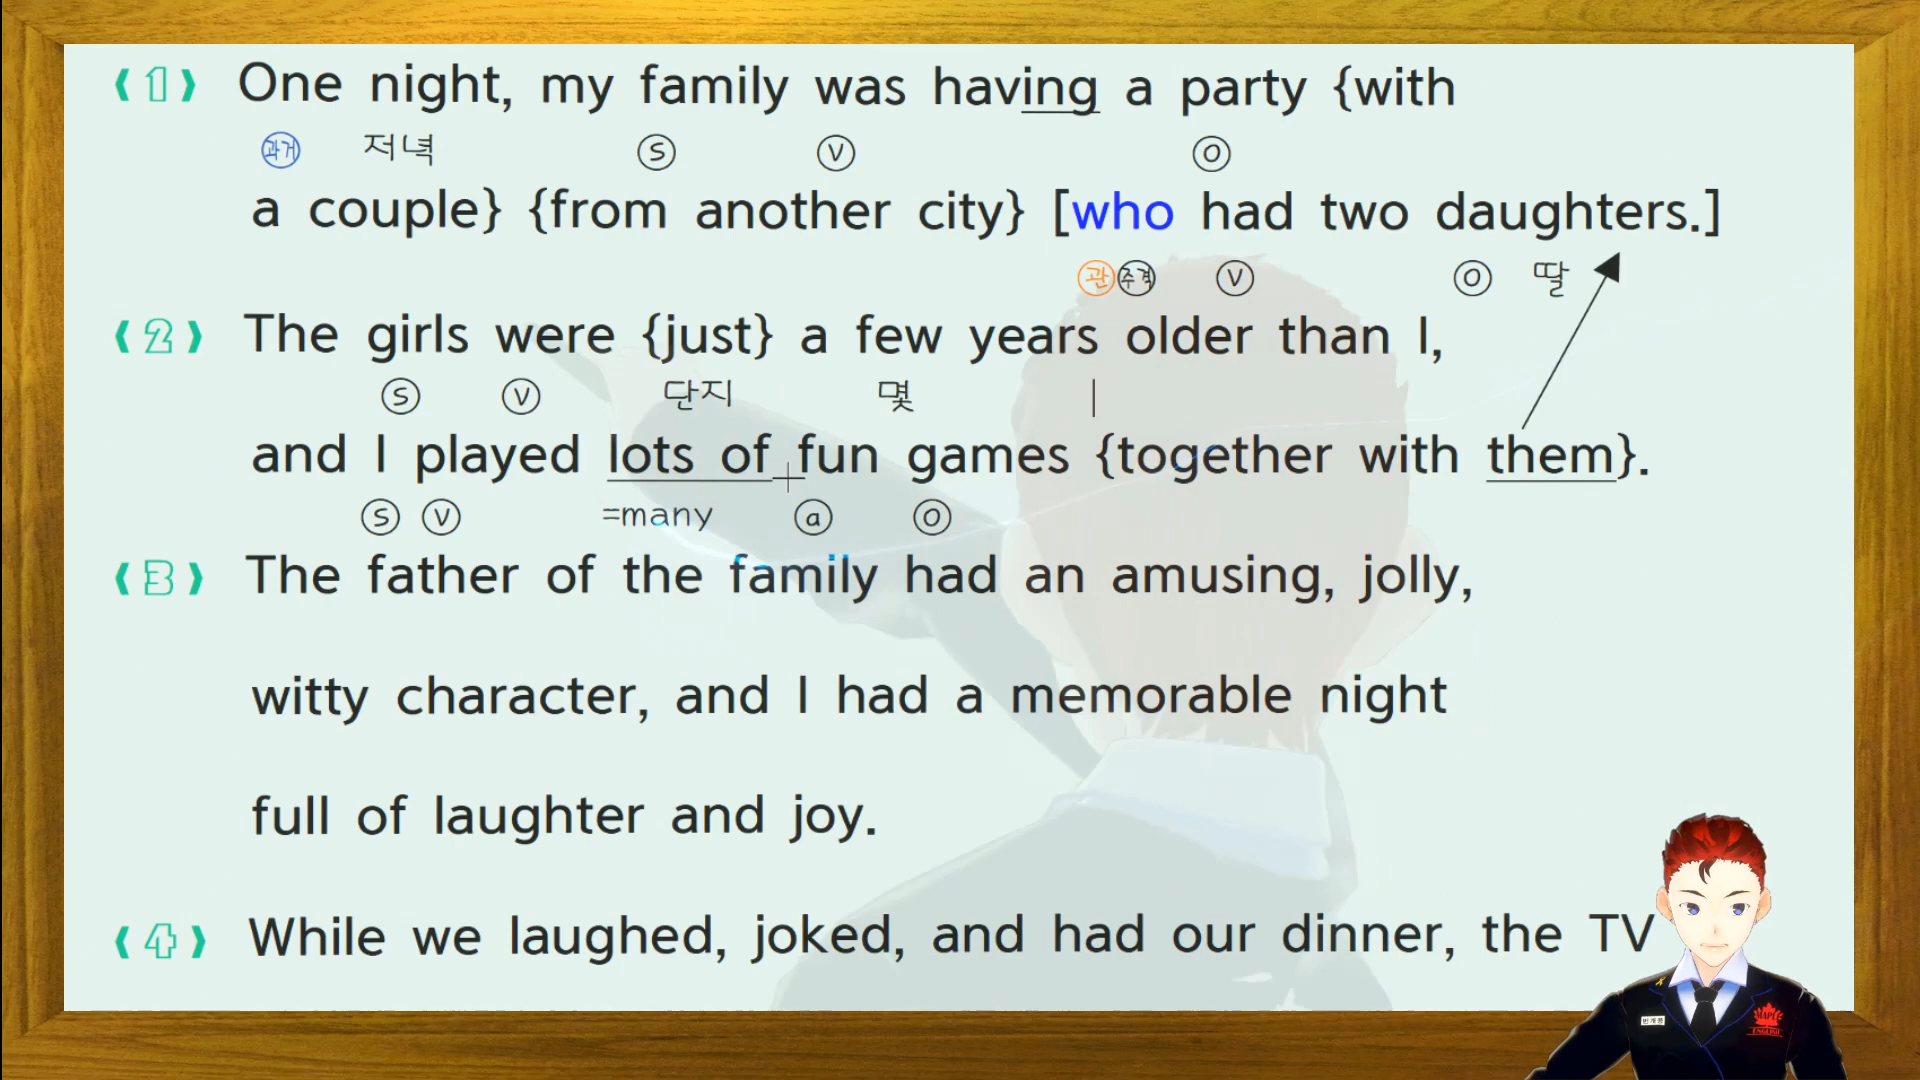 ❨1❩ One night, my family was having a party {with
과거 저녁 S V O
a couple} {from another city} [who had two daughters.]
관 주격 V O 딸
❨2❩ The girls were {just} a few years older than I,
S V 단지 몇 |
and I played lots of fun games {together with them}.
S V =many a O
❨3❩ The father of the family had an amusing, jolly,
witty character, and I had a memorable night
full of laughter and joy.
❨4❩ While we laughed, joked, and had our dinner, the TV
MAPLE
ENGLISH